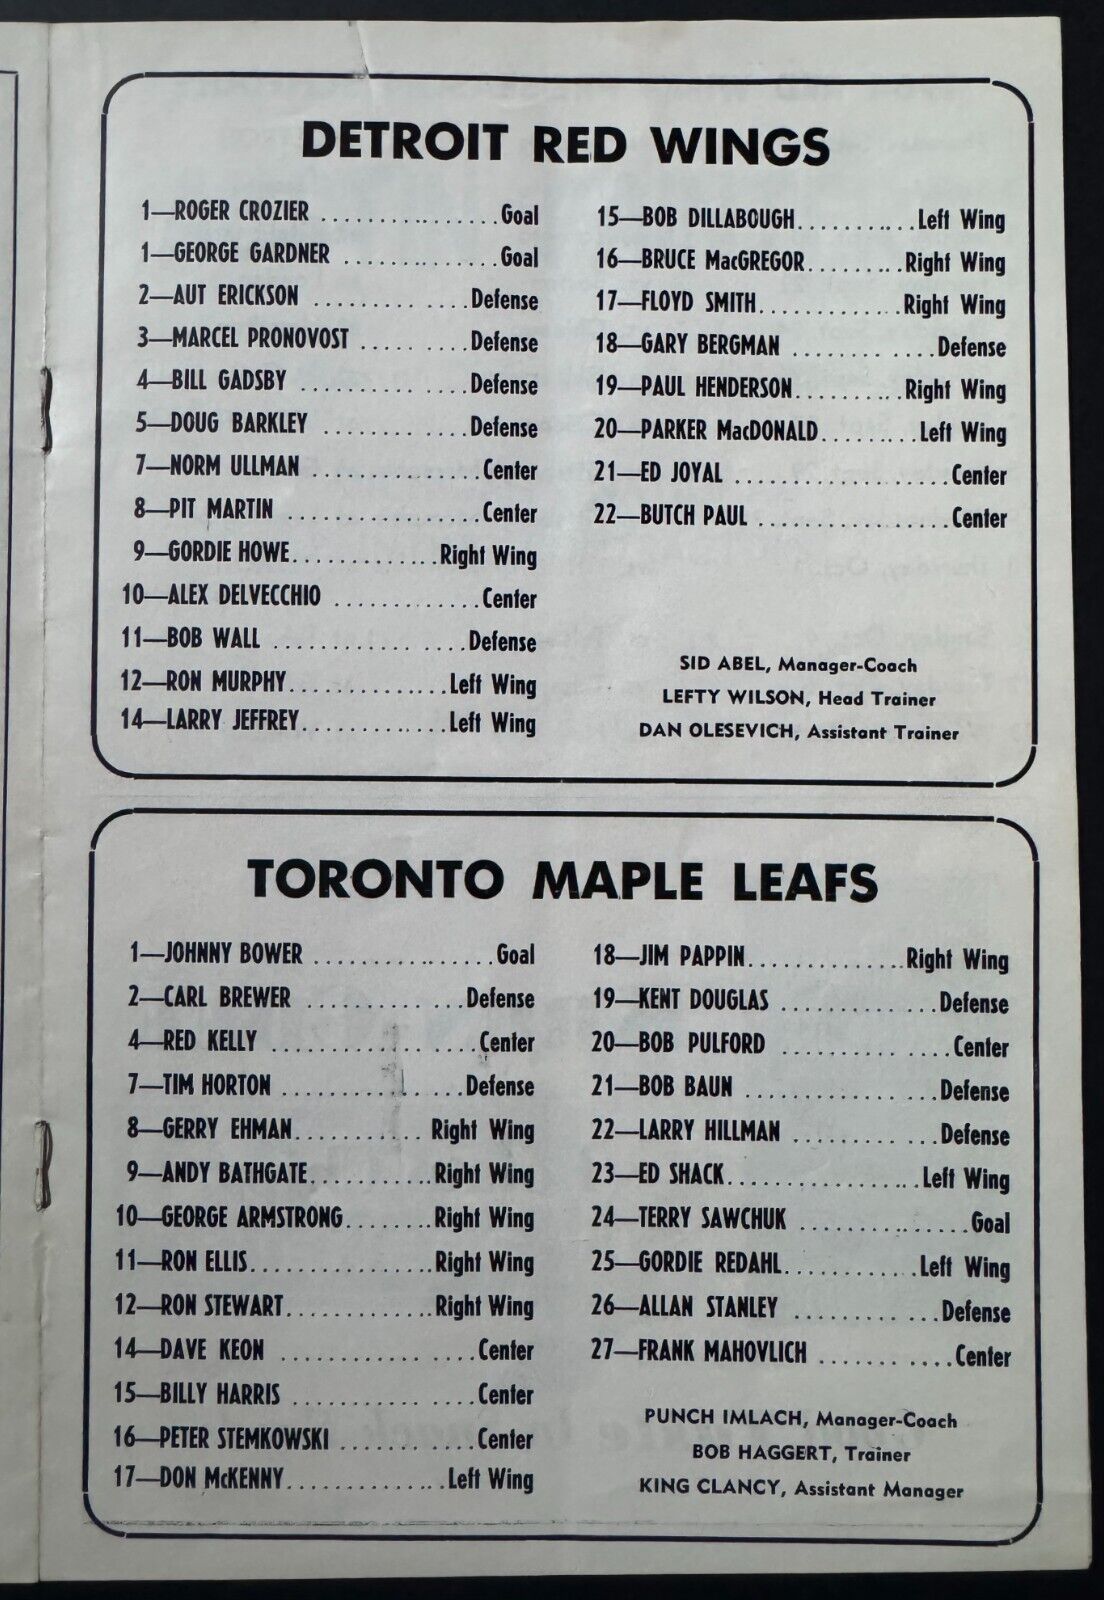 DETROIT RED WINGS
1—ROGER CROZIER ..................Goal
1—GEORGE GARDNER ...............Goal
2—AUT ERICKSON ...............Defense
3—MARCEL PRONOVOST ..........Defense
4—BILL GADSBY ................Defense
5—DOUG BARKLEY ...............Defense
7—NORM ULLMAN ................Center
8—PIT MARTIN ..................Center
9—GORDIE HOWE..............Right Wing
10—ALEX DELVECCHIO .............Center
11—BOB WALL ..................Defense
12—RON MURPHY...............Left Wing
14—LARRY JEFFREY..............Left Wing
15—BOB DILLABOUGH...........Left Wing
16—BRUCE MacGREGOR.........Right Wing
17—FLOYD SMITH.............Right Wing
18—GARY BERGMAN .............Defense
19—PAUL HENDERSON..........Right Wing
20—PARKER MacDONALD.........Left Wing
21—ED JOYAL ...................Center
22—BUTCH PAUL .................Center
SID ABEL, Manager-Coach
LEFTY WILSON, Head Trainer
DAN OLESEVICH, Assistant Trainer
TORONTO MAPLE LEAFS
1—JOHNNY BOWER ................Goal
2—CARL BREWER ...............Defense
4—RED KELLY ...................Center
7—TIM HORTON ................Defense
8—GERRY EHMAN............Right Wing
9—ANDY BATHGATE...........Right Wing
10—GEORGE ARMSTRONG........Right Wing
11—RON ELLIS................Right Wing
12—RON STEWART.............Right Wing
14—DAVE KEON .................Center
15—BILLY HARRIS ................Center
16—PETER STEMKOWSKI ...........Center
17—DON McKENNY..............Left Wing
18—JIM PAPPIN..............Right Wing
19—KENT DOUGLAS .............Defense
20—BOB PULFORD ...............Center
21—BOB BAUN .................Defense
22—LARRY HILLMAN ............Defense
23—ED SHACK.................Left Wing
24—TERRY SAWCHUK ..............Goal
25—GORDIE REDAHL............Left Wing
26—ALLAN STANLEY ............Defense
27—FRANK MAHOVLICH ..........Center
PUNCH IMLACH, Manager-Coach
BOB HAGGERT, Trainer
KING CLANCY, Assistant Manager